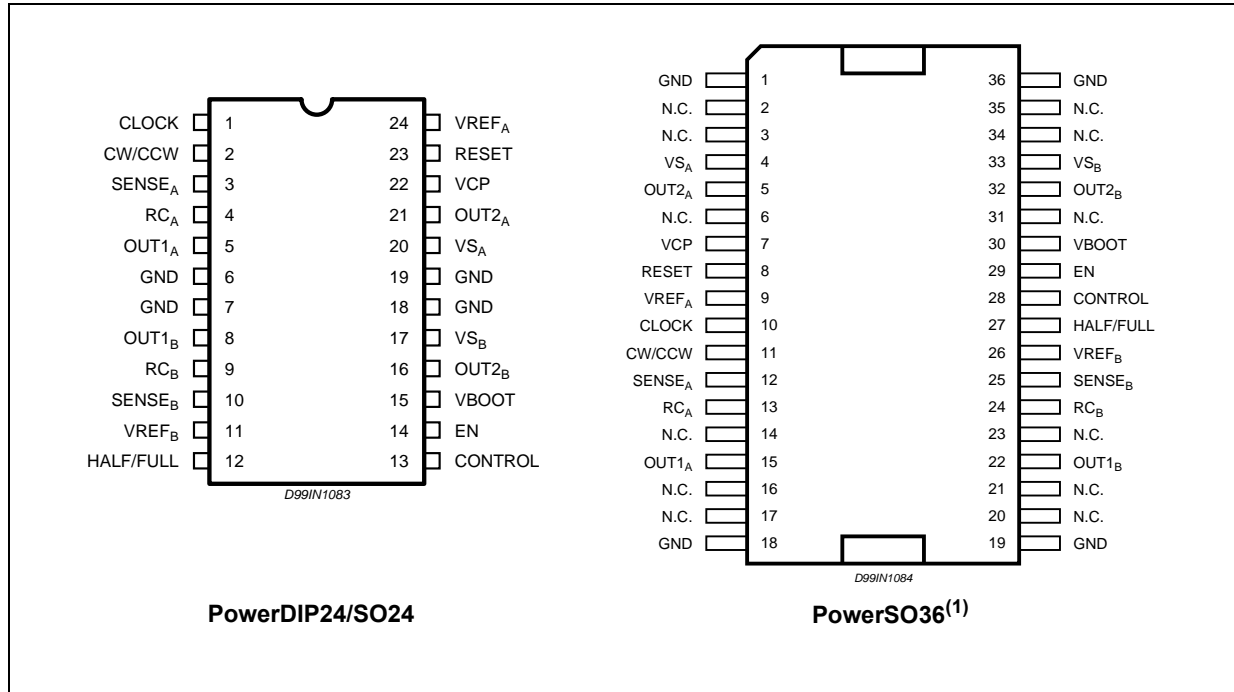 CLOCK 1 24 VREFA
CW/CCW 2 23 RESET
SENSEA 3 22 VCP
RCA 4 21 OUT2A
OUT1A 5 20 VSA
GND 6 19 GND
GND 7 18 GND
OUT1B 8 17 VSB
RCB 9 16 OUT2B
SENSEB 10 15 VBOOT
VREFB 11 14 EN
HALF/FULL 12 13 CONTROL
D99IN1083
PowerDIP24/SO24
GND 1 36 GND
N.C. 2 35 N.C.
N.C. 3 34 N.C.
VSA 4 33 VSB
OUT2A 5 32 OUT2B
N.C. 6 31 N.C.
VCP 7 30 VBOOT
RESET 8 29 EN
VREFA 9 28 CONTROL
CLOCK 10 27 HALF/FULL
CW/CCW 11 26 VREFB
SENSEA 12 25 SENSEB
RCA 13 24 RCB
N.C. 14 23 N.C.
OUT1A 15 22 OUT1B
N.C. 16 21 N.C.
N.C. 17 20 N.C.
GND 18 19 GND
D99IN1084
PowerSO36(1)